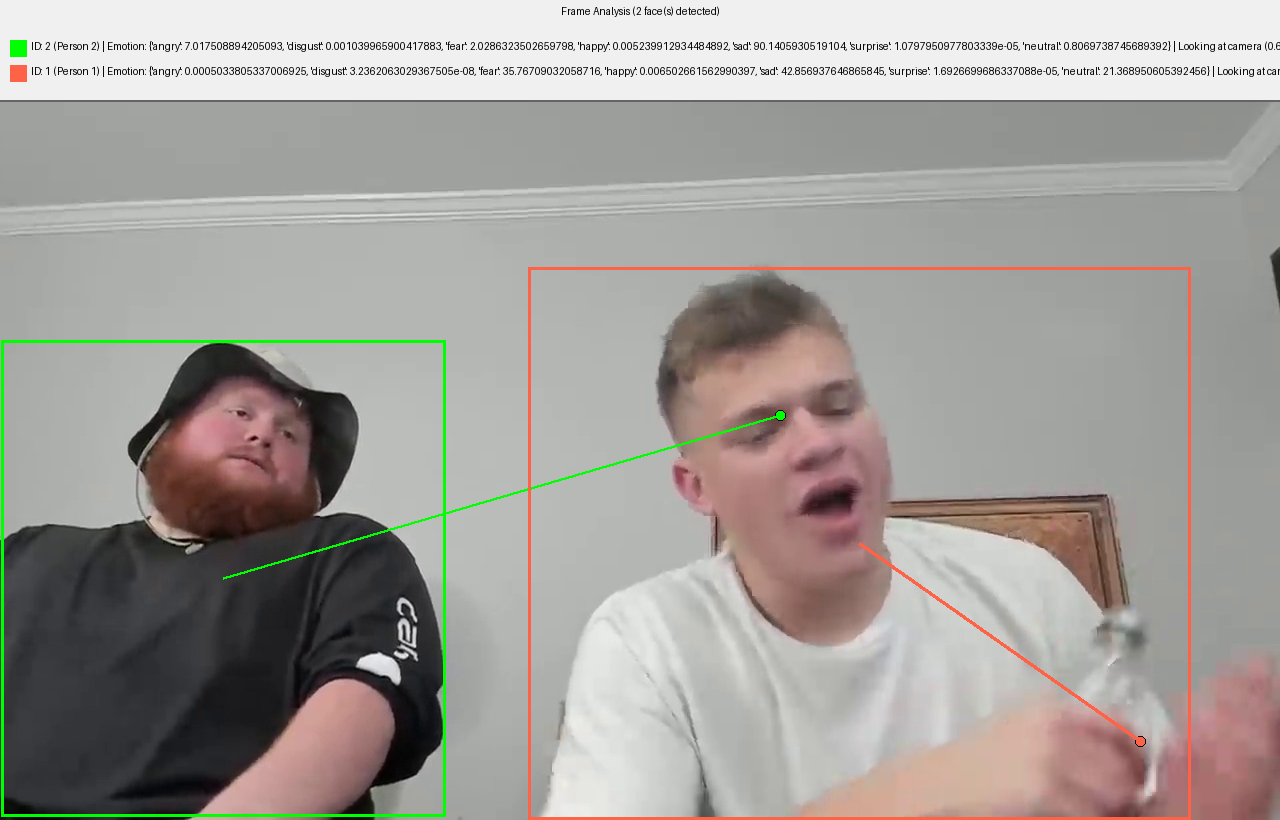 Frame Analysis (2 face(s) detected)
ID: 2 (Person 2) | Emotion: {'angry': 7.017508894205093, 'disgust': 0.001039965900417883, 'fear': 2.0286323502659798, 'happy': 0.005239912934484892, 'sad': 90.1405930519104, 'surprise': 1.0797950977803339e-05, 'neutral': 0.8069738745689392} | Looking at camera (0.6
ID: 1 (Person 1) | Emotion: {'angry': 0.0005033805337006925, 'disgust': 3.2362063029367505e-08, 'fear': 35.76709032058716, 'happy': 0.006502661562990397, 'sad': 42.856937646865845, 'surprise': 1.6926699686337088e-05, 'neutral': 21.368950605392456} | Looking at